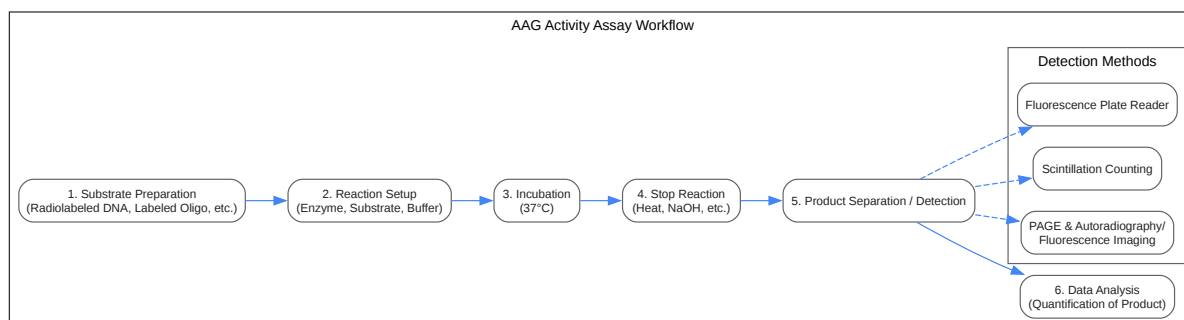 AAG Activity Assay Workflow
Detection Methods
Fluorescence Plate Reader
Scintillation Counting
1. Substrate Preparation
(Radiolabeled DNA, Labeled Oligo, etc.)
2. Reaction Setup
(Enzyme, Substrate, Buffer)
3. Incubation
(37°C)
4. Stop Reaction
(Heat, NaOH, etc.)
5. Product Separation / Detection
PAGE & Autoradiography/
Fluorescence Imaging
6. Data Analysis
(Quantification of Product)